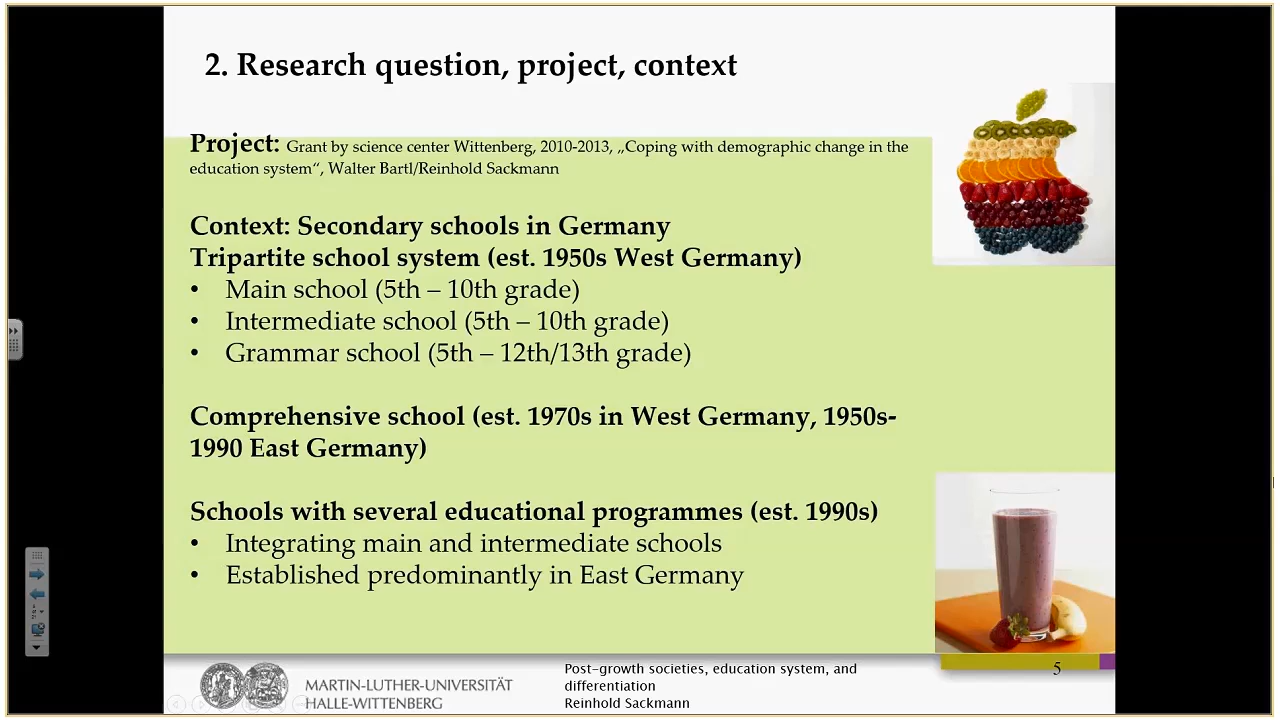 2. Research question, project, context
Project: Grant by science center Wittenberg, 2010-2013, „Coping with demographic change in the
education system“, Walter Bartl/Reinhold Sackmann
Context: Secondary schools in Germany
Tripartite school system (est. 1950s West Germany)
• Main school (5th – 10th grade)
• Intermediate school (5th – 10th grade)
• Grammar school (5th – 12th/13th grade)
Comprehensive school (est. 1970s in West Germany, 1950s-
1990 East Germany)
Schools with several educational programmes (est. 1990s)
• Integrating main and intermediate schools
• Established predominantly in East Germany
MARTIN-LUTHER-UNIVERSITÄT
HALLE-WITTENBERG
Post-growth societies, education system, and
differentiation
Reinhold Sackmann
5